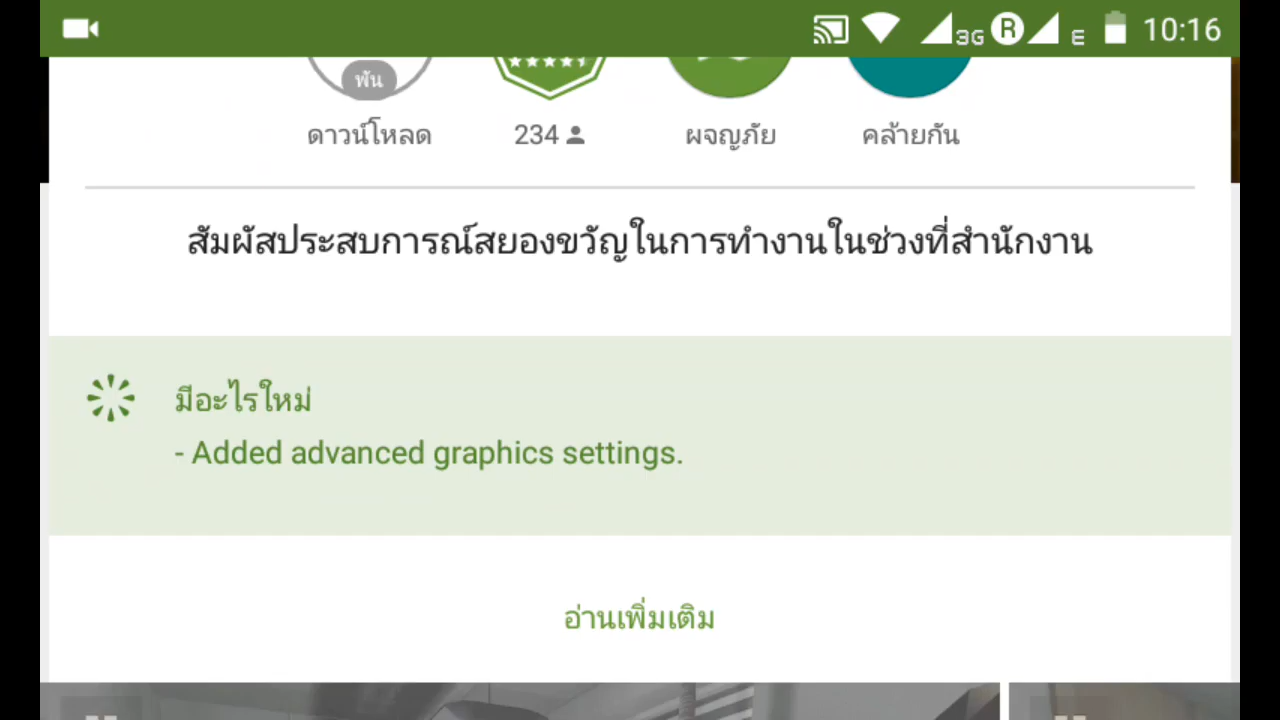 3G R E 10:16
พัน
ดาวน์โหลด 234 ผจญภัย คล้ายกัน
สัมผัสประสบการณ์สยองขวัญในการทำงานในช่วงที่สำนักงาน
มีอะไรใหม่
- Added advanced graphics settings.
อ่านเพิ่มเติม